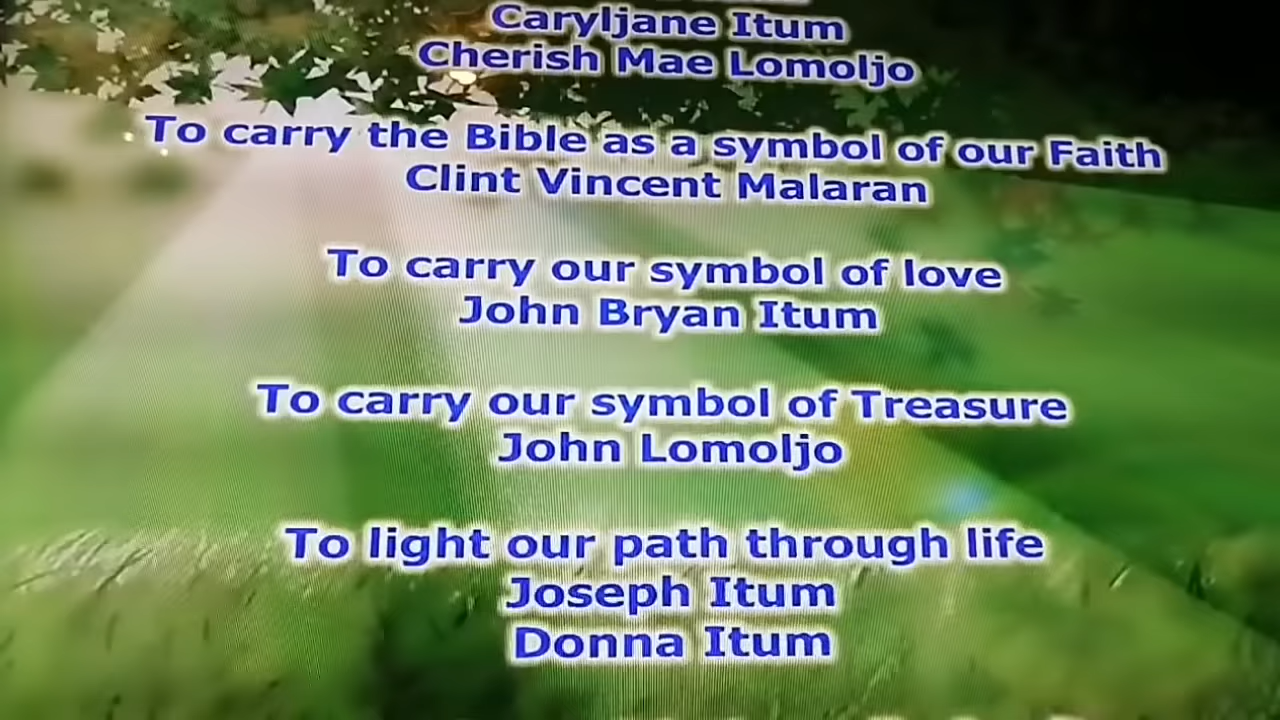 Caryljane Itum
Cherish Mae Lomoljo
To carry the Bible as a symbol of our Faith
Clint Vincent Malaran
To carry our symbol of love
John Bryan Itum
To carry our symbol of Treasure
John Lomoljo
To light our path through life
Joseph Itum
Donna Itum